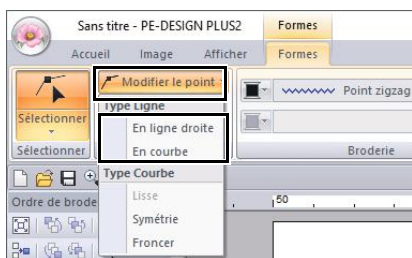 Sans titre - PE-DESIGN PLUS2
Formes
Accueil Image Afficher Formes
Sélectionner
Modifier le point
Type Ligne
En ligne droite
En courbe
Type Courbe
Lisse
Symétrie
Froncer
Point zigzag
Sélectionner
Broderie
Ordre de brode
50